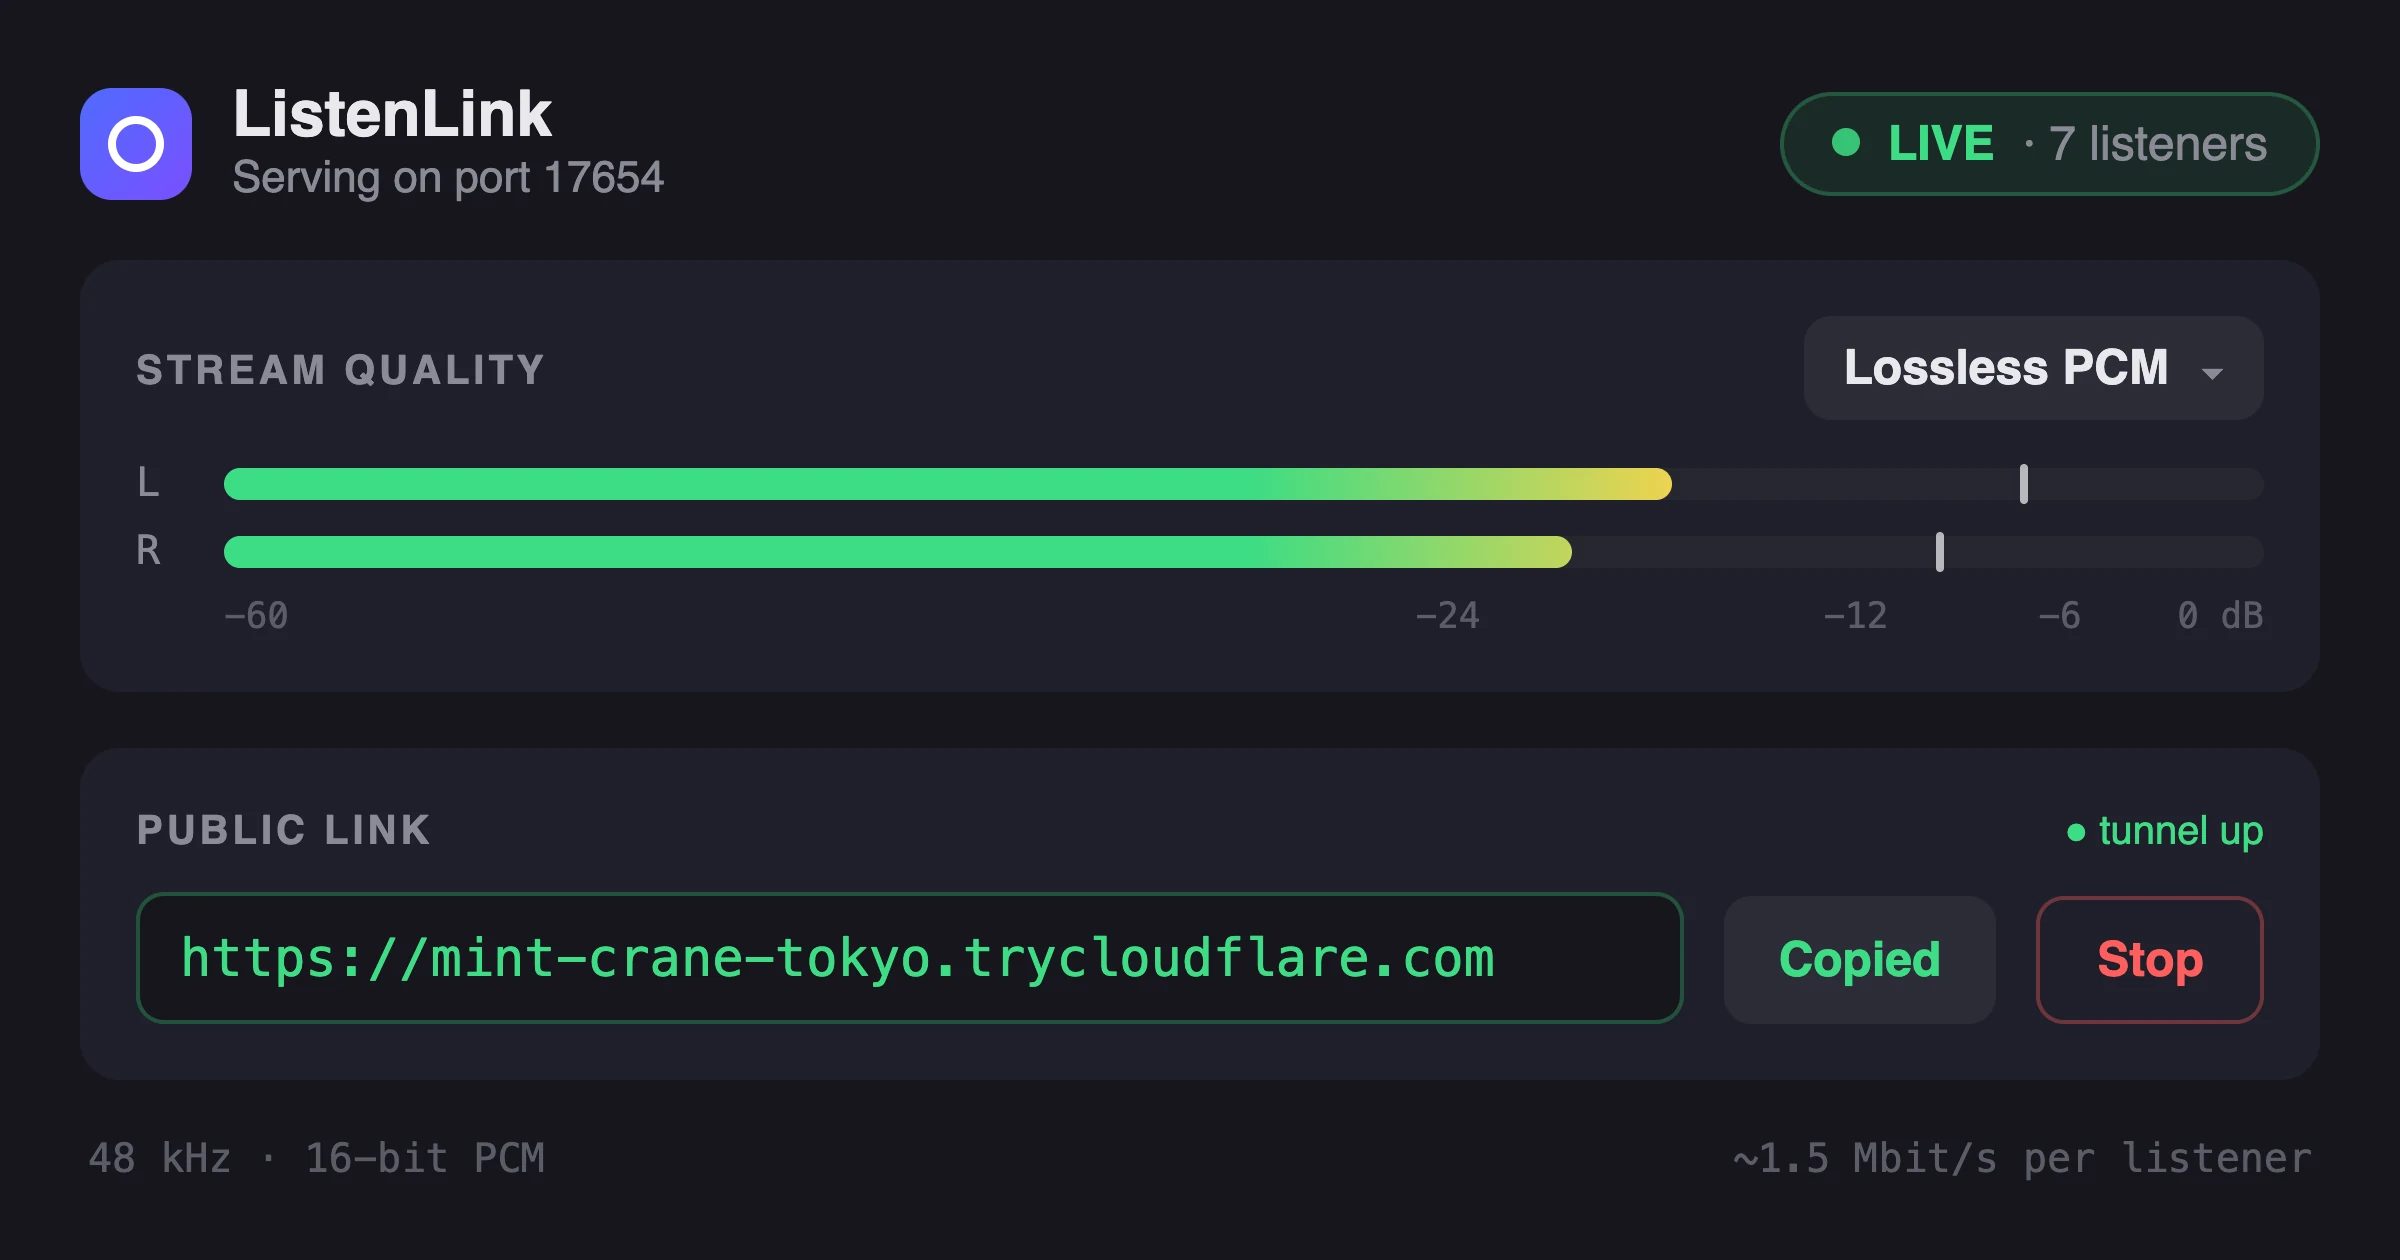 ListenLink
Serving on port 17654
LIVE · 7 listeners
STREAM QUALITY
Lossless PCM
L
R
−60 −24 −12 −6 0 dB
PUBLIC LINK
tunnel up
https://mint-crane-tokyo.trycloudflare.com
Copied
Stop
48 kHz · 16-bit PCM
~1.5 Mbit/s per listener